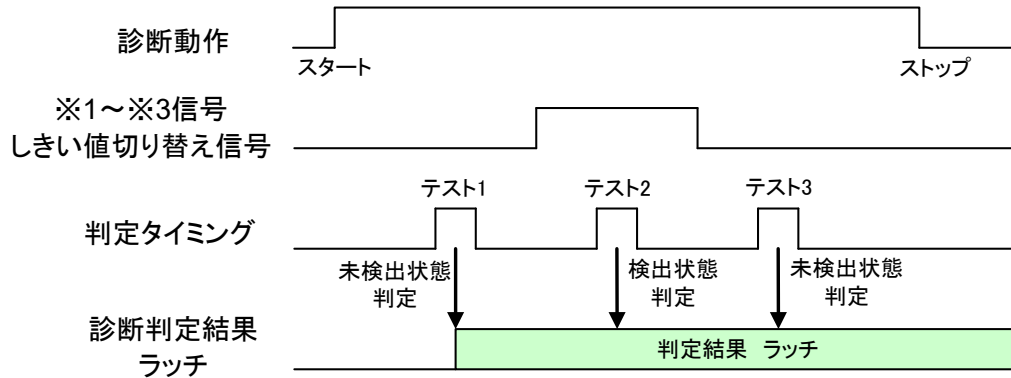 診断動作
スタート
ストップ
※1～※3信号
しきい値切り替え信号
テスト1
テスト2
テスト3
判定タイミング
未検出状態
判定
検出状態
判定
未検出状態
判定
診断判定結果
ラッチ
判定結果 ラッチ